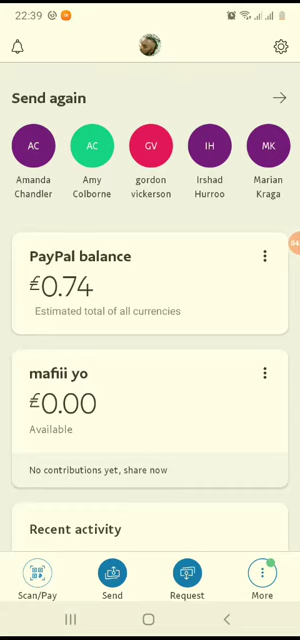 22:39
Send again
AC
AC
GV
IH
MK
Amanda Chandler
Amy Colborne
gordon vickerson
Irshad Hurroo
Marian Kraga
PayPal balance
£0.74
Estimated total of all currencies
mafiii yo
£0.00
Available
No contributions yet, share now
Recent activity
Scan/Pay
Send
Request
More